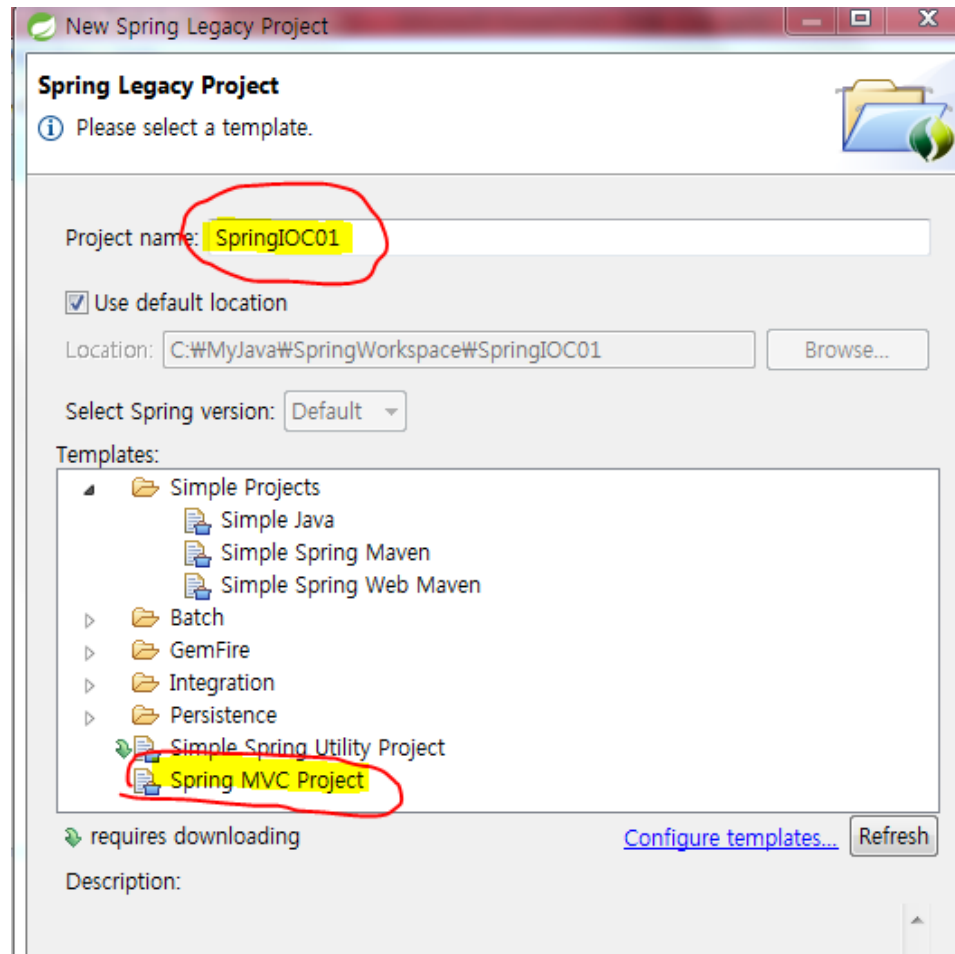 New Spring Legacy Project
Spring Legacy Project
Please select a template.
Project name: SpringIOC01
Use default location
Location: C:₩MyJava₩SpringWorkspace₩SpringIOC01 Browse...
Select Spring version: Default
Templates:
Simple Projects
Simple Java
Simple Spring Maven
Simple Spring Web Maven
Batch
GemFire
Integration
Persistence
Simple Spring Utility Project
Spring MVC Project
requires downloading Configure templates... Refresh
Description: